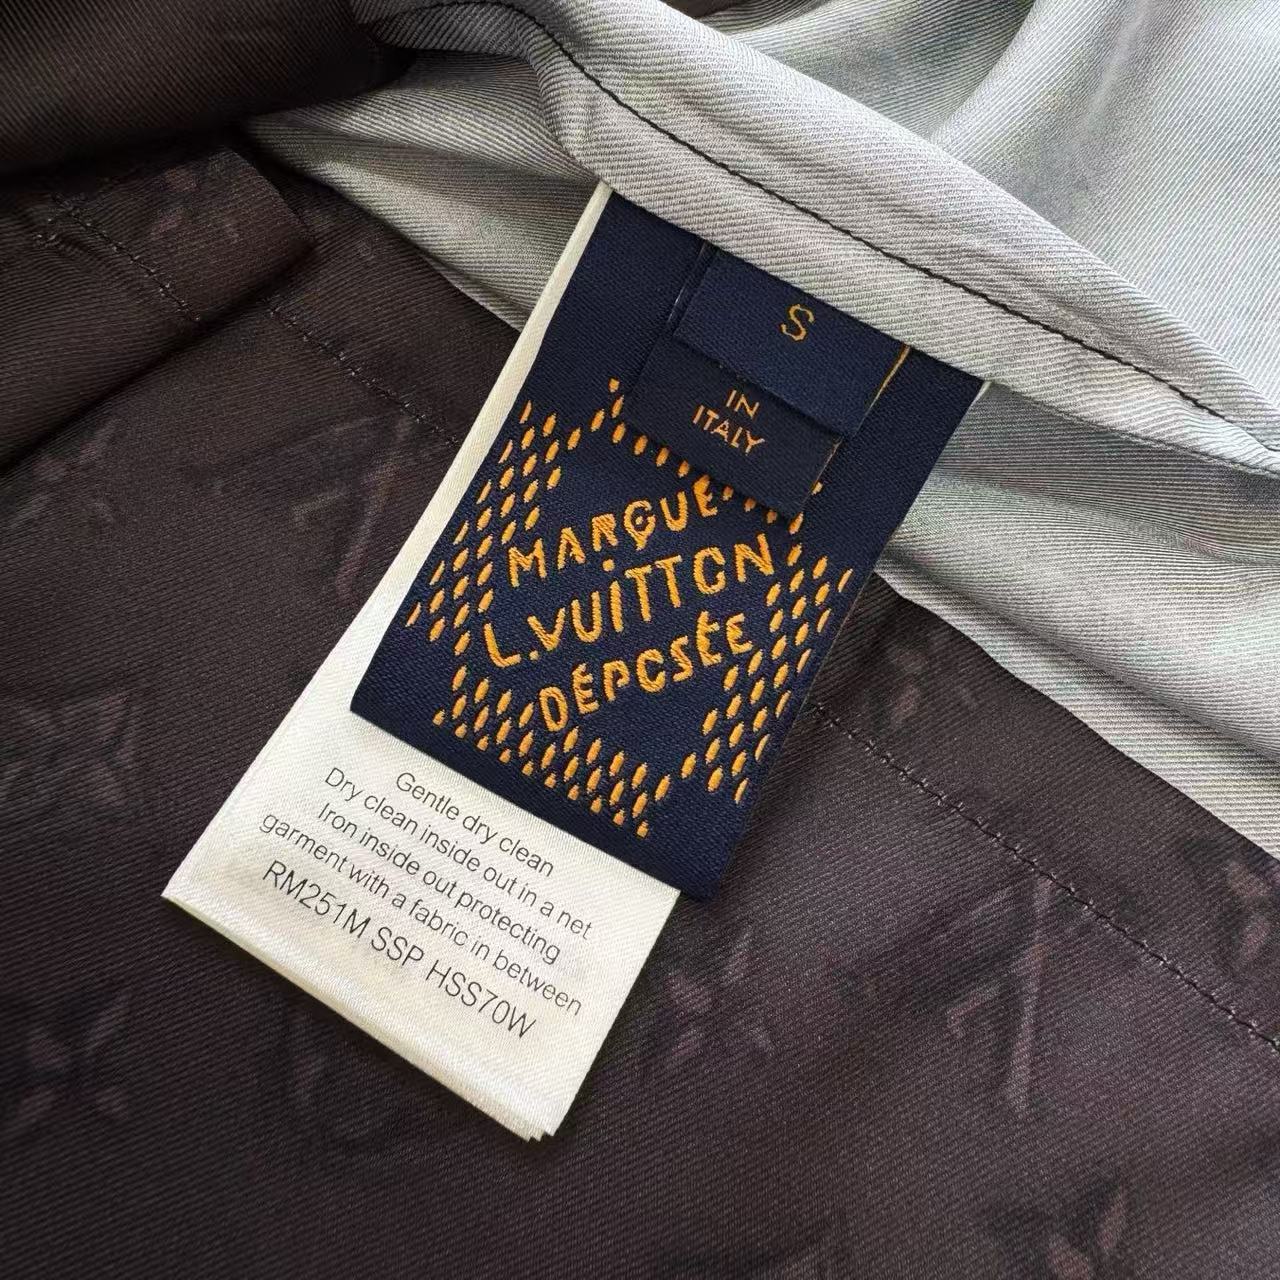 S
IN
ITALY
MARQUE
L.VUITTON
DÉPOSÉE
Gentle dry clean
Dry clean inside out in a net
Iron inside out protecting
garment with a fabric in between
RM251M SSP HSS70W